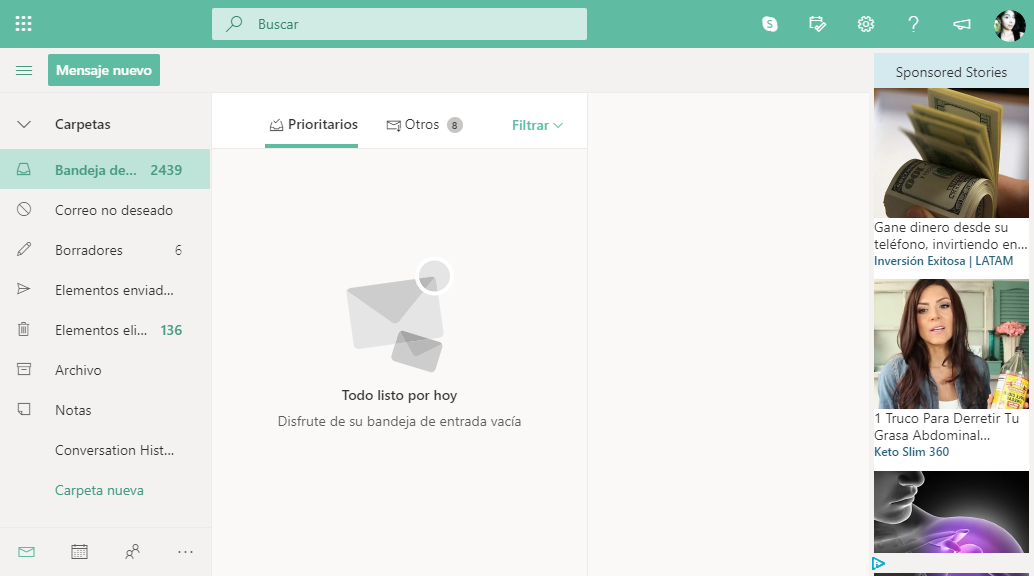 Buscar
Mensaje nuevo
Carpetas
Bandeja de... 2439
Correo no deseado
Borradores 6
Elementos enviad...
Elementos eli... 136
Archivo
Notas
Conversation Hist...
Carpeta nueva
Prioritarios
Otros 8
Filtrar
Todo listo por hoy
Disfrute de su bandeja de entrada vacía
Sponsored Stories
Gane dinero desde su
teléfono, invirtiendo en...
Inversión Exitosa | LATAM
1 Truco Para Derretir Tu
Grasa Abdominal...
Keto Slim 360